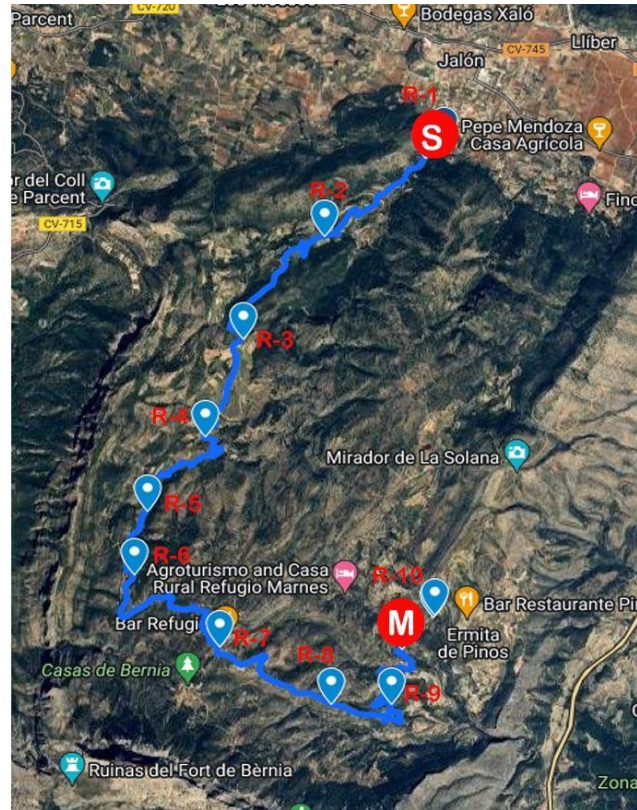 Parcent
CV-720
Bodegas Xaló
Llíber
CV-745
Jalón
R-1
S
Pepe Mendoza
Casa Agrícola
or del Coll
e Parcent
R-2
CV-715
Finc
R-3
R-4
Mirador de La Solana
R-5
R-6
Agroturismo and Casa
Rural Refugio Marnes
R-10
Bar Restaurante Pi
M
Ermita
de Pinos
Bar Refugi
R-7
Casas de Bernia
R-8
R-9
Ruinas del Fort de Bèrnia
Zona